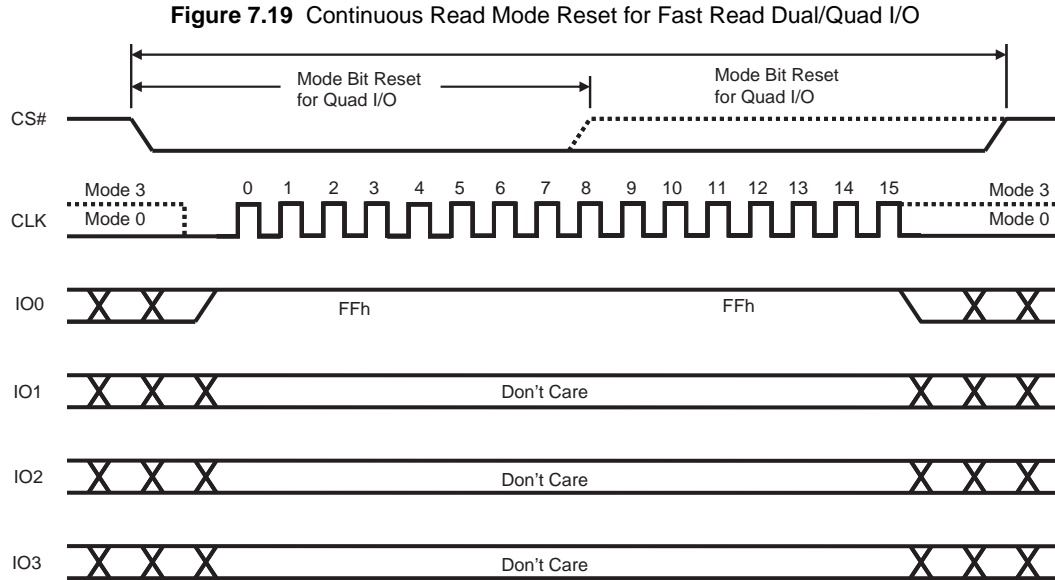 Figure 7.19 Continuous Read Mode Reset for Fast Read Dual/Quad I/O
Mode Bit Reset
for Quad I/O
Mode Bit Reset
for Quad I/O
CS#
Mode 3
0 1 2 3 4 5 6 7 8 9 10 11 12 13 14 15
Mode 3
CLK
Mode 0
Mode 0
IO0
FFh
FFh
IO1
Don't Care
IO2
Don't Care
IO3
Don't Care